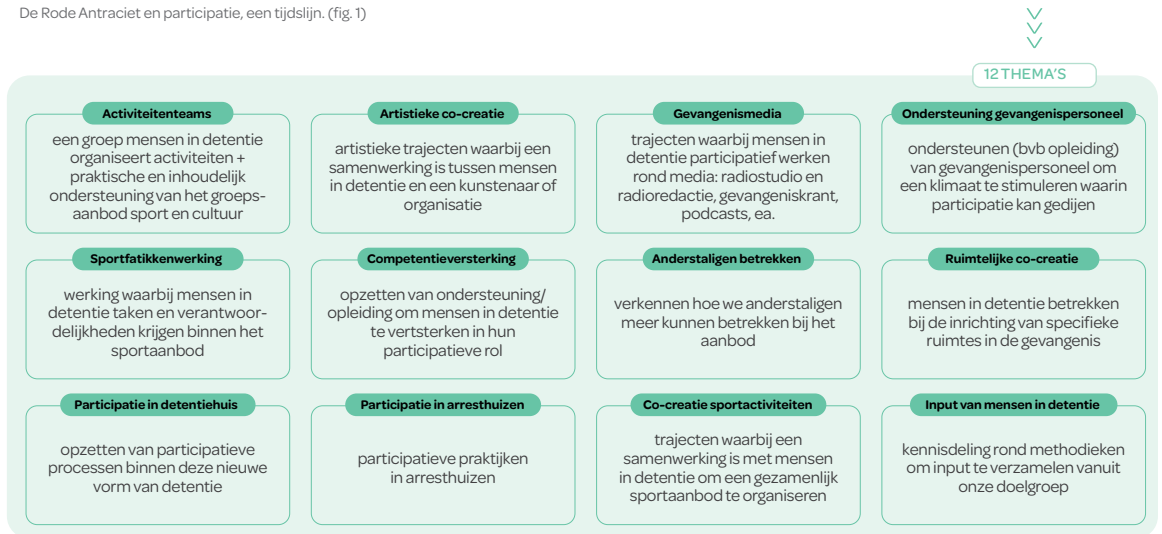 De Rode Antraciet en participatie, een tijdslijn. (fig. 1)
12 THEMA'S
Activiteitenteams
een groep mensen in detentie
organiseert activiteiten +
praktische en inhoudelijk
ondersteuning van het groeps-
aanbod sport en cultuur
Artistieke co-creatie
artistieke trajecten waarbij een
samenwerking is tussen mensen
in detentie en een kunstenaar of
organisatie
Gevangenismedia
trajecten waarbij mensen in
detentie participatief werken
rond media: radiostudio en
radioredactie, gevangeniskrant,
podcasts, ea.
Ondersteuning gevangenispersoneel
ondersteunen (bvb opleiding)
van gevangenispersoneel om
een klimaat te stimuleren waarin
participatie kan gedijen
Sportfatikkenwerking
werking waarbij mensen in
detentie taken en verantwoor-
delijkheden krijgen binnen het
sportaanbod
Competentieversterking
opzetten van ondersteuning/
opleiding om mensen in detentie
te vertsterken in hun
participatieve rol
Anderstaligen betrekken
verkennen hoe we anderstaligen
meer kunnen betrekken bij het
aanbod
Ruimtelijke co-creatie
mensen in detentie betrekken
bij de inrichting van specifieke
ruimtes in de gevangenis
Participatie in detentiehuis
opzetten van participatieve
processen binnen deze nieuwe
vorm van detentie
Participatie in arresthuizen
participatieve praktijken
in arresthuizen
Co-creatie sportactiviteiten
trajecten waarbij een
samenwerking is met mensen
in detentie om een gezamenlijk
sportaanbod te organiseren
Input van mensen in detentie
kennisdeling rond methodieken
om input te verzamelen vanuit
onze doelgroep